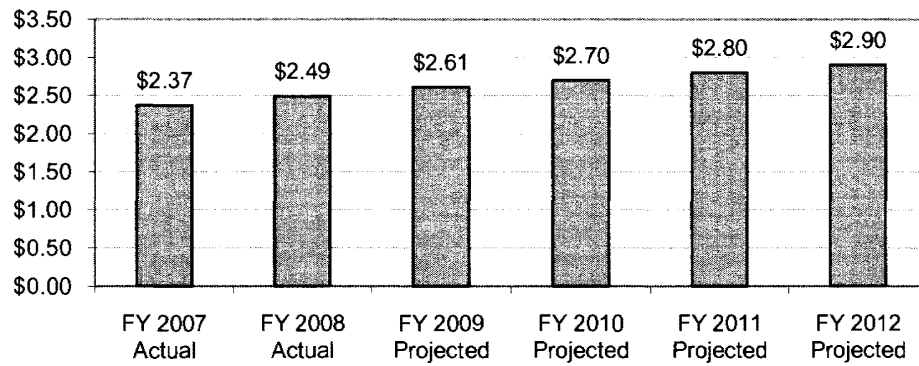 $3.50
$3.00
$2.50
$2.00
$1.50
$1.00
$0.50
$0.00
$2.37
$2.49
$2.61
$2.70
$2.80
$2.90
FY 2007
Actual
FY 2008
Actual
FY 2009
Projected
FY 2010
Projected
FY 2011
Projected
FY 2012
Projected